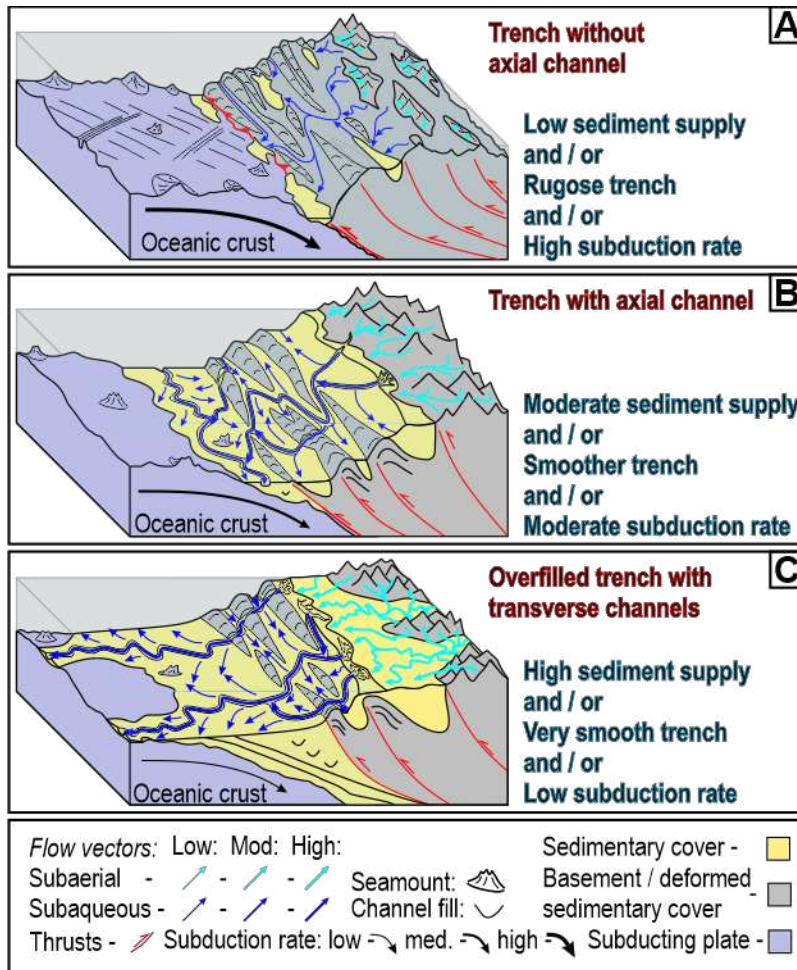 A
Trench without
axial channel
Low sediment supply
and / or
Rugose trench
and / or
High subduction rate
Oceanic crust
B
Trench with axial channel
Moderate sediment supply
and / or
Smoother trench
and / or
Moderate subduction rate
Oceanic crust
C
Overfilled trench with
transverse channels
High sediment supply
and / or
Very smooth trench
and / or
Low subduction rate
Oceanic crust
Flow vectors: Low: Mod: High:
Subaerial - - -
Subaqueous - - -
Seamount:
Channel fill:
Sedimentary cover -
Basement / deformed
sedimentary cover -
Thrusts - Subduction rate: low - med. - high - Subducting plate -